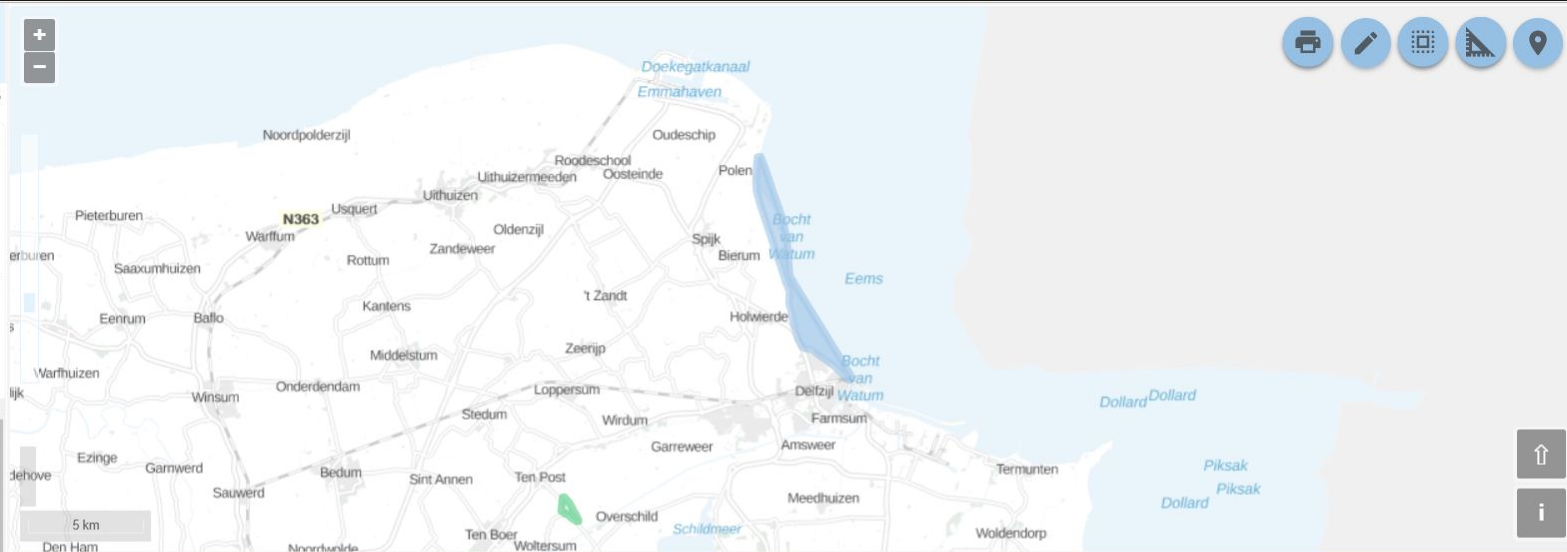 +
−
Doekegatkanaal
Emmahaven
Noordpolderzijl
Oudeschip
Roodeschool
Polen
Uithuizermeeden
Oosteinde
Uithuizen
Usquert
Pieterburen
N363
Bocht
van
Watum
Warffum
Oldenzijl
Spijk
Zandeweer
Bierum
erburen
Rottum
Saaxumhuizen
Eems
't Zandt
Kantens
Eenrum
Baflo
Holwierde
Zeerijp
Middelstum
Bocht
van
Watum
Warfhuizen
Onderdendam
Loppersum
Delfzijl
lijk
Winsum
Dollard
Dollard
Stedum
Wirdum
Farmsum
Garreweer
Amsweer
Ezinge
Garnwerd
Termunten
Piksak
dehove
Bedum
Sint Annen
Ten Post
Piksak
Sauwerd
Meedhuizen
Dollard
Overschild
5 km
Schildmeer
Ten Boer
Woldendorp
Den Ham
Noordwolde
Woltersum
⇧
i